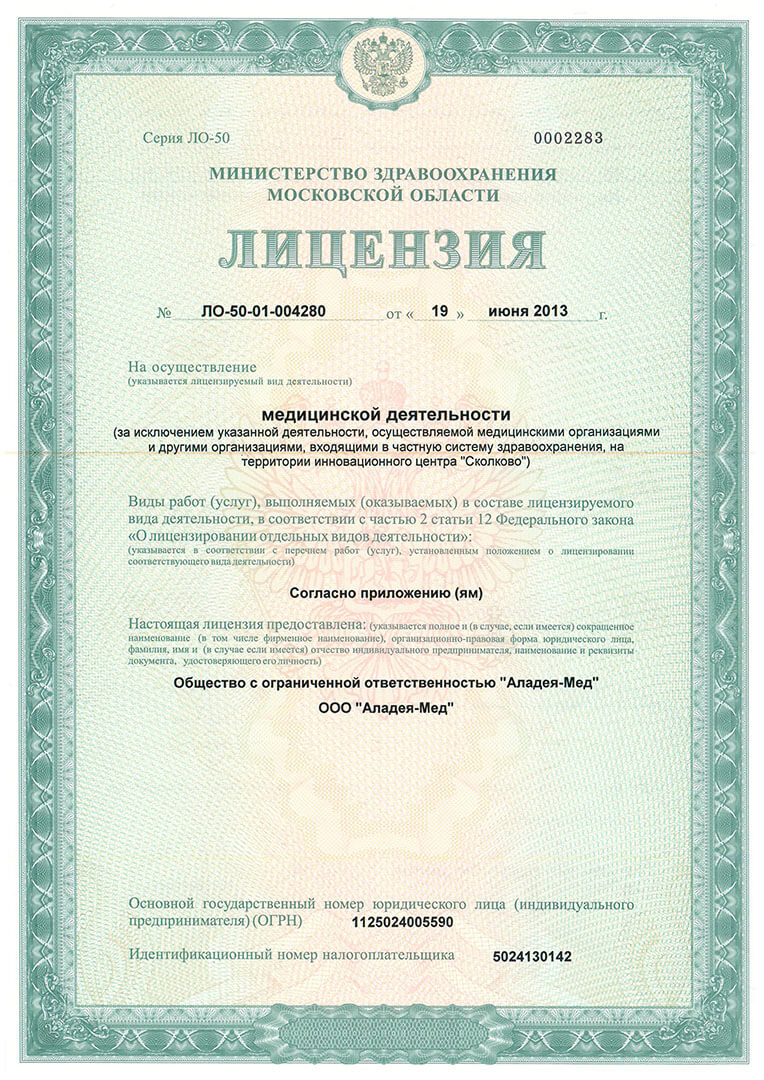 Серия ЛО-50 0002283
МИНИСТЕРСТВО ЗДРАВООХРАНЕНИЯ
МОСКОВСКОЙ ОБЛАСТИ
ЛИЦЕНЗИЯ
№ ЛО-50-01-004280 от « 19 » июня 2013 г.
На осуществление
(указывается лицензируемый вид деятельности)
медицинской деятельности
(за исключением указанной деятельности, осуществляемой медицинскими организациями
и другими организациями, входящими в частную систему здравоохранения, на
территории инновационного центра "Сколково")
Виды работ (услуг), выполняемых (оказываемых) в составе лицензируемого
вида деятельности, в соответствии с частью 2 статьи 12 Федерального закона
«О лицензировании отдельных видов деятельности»:
(указывается в соответствии с перечнем работ (услуг), установленным положением о лицензировании
соответствующего вида деятельности)
Согласно приложению (ям)
Настоящая лицензия предоставлена: (указывается полное и (в случае, если имеется) сокращенное
наименование (в том числе фирменное наименование), организационно-правовая форма юридического лица,
фамилия, имя и (в случае если имеется) отчество индивидуального предпринимателя, наименование и реквизиты
документа, удостоверяющего его личность)
Общество с ограниченной ответственностью "Аладея-Мед"
ООО "Аладея-Мед"
Основной государственный номер юридического лица (индивидуального
предпринимателя) (ОГРН) 1125024005590
Идентификационный номер налогоплательщика 5024130142